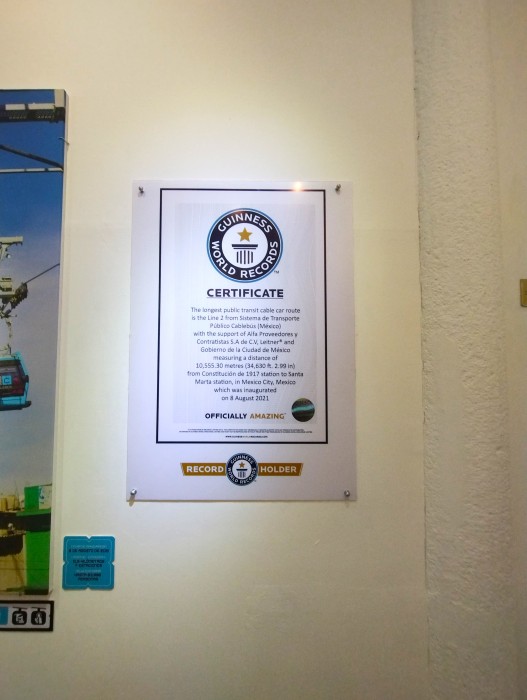 GUINNESS
WORLD RECORDS
CERTIFICATE
The longest public transit cable car route
is the Line 2 from Sistema de Transporte
Público Cablebus (México)
with the support of Alfa Proveedores y
Contratistas S.A de C.V, Leitner® and
Gobierno de la Ciudad de México
measuring a distance of
10,555.30 metres (34,630 ft. 2.99 in)
from Constitución de 1917 station to Santa
Marta station, in Mexico City, Mexico
which was inaugurated
on 8 August 2021
OFFICIALLY AMAZING
RECORD
GUINNESS
WORLD RECORDS
HOLDER